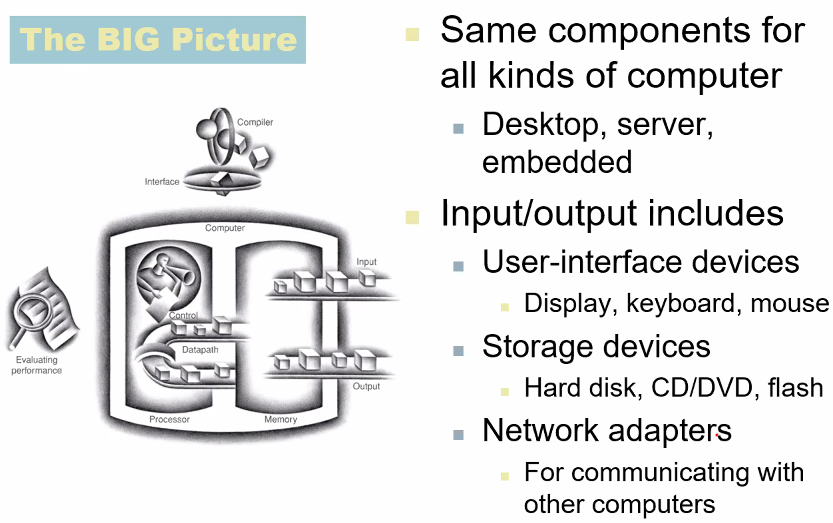 The BIG Picture
Compiler
Interface
Computer
Input
Control
Datapath
Evaluating
performance
Output
Processor
Memory
Same components for
all kinds of computer
Desktop, server,
embedded
Input/output includes
User-interface devices
Display, keyboard, mouse
Storage devices
Hard disk, CD/DVD, flash
Network adapters
For communicating with
other computers